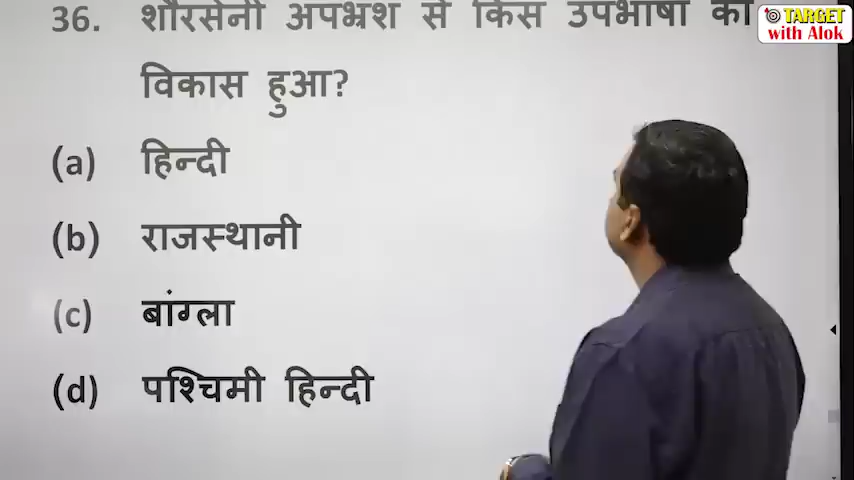 36. शौरसेनी अपभ्रंश से किस उपभाषा का
विकास हुआ?
(a) हिन्दी
(b) राजस्थानी
(c) बांग्ला
(d) पश्चिमी हिन्दी
TARGET
with Alok